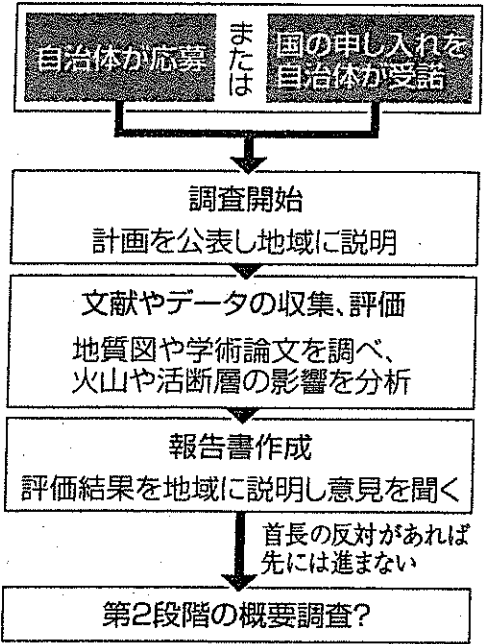 自治体が応募
または
国の申し入れを
自治体が受諾
調査開始
計画を公表し地域に説明
文献やデータの収集、評価
地質図や学術論文を調べ、
火山や活断層の影響を分析
報告書作成
評価結果を地域に説明し意見を聞く
首長の反対があれば
先には進まない
第2段階の概要調査?